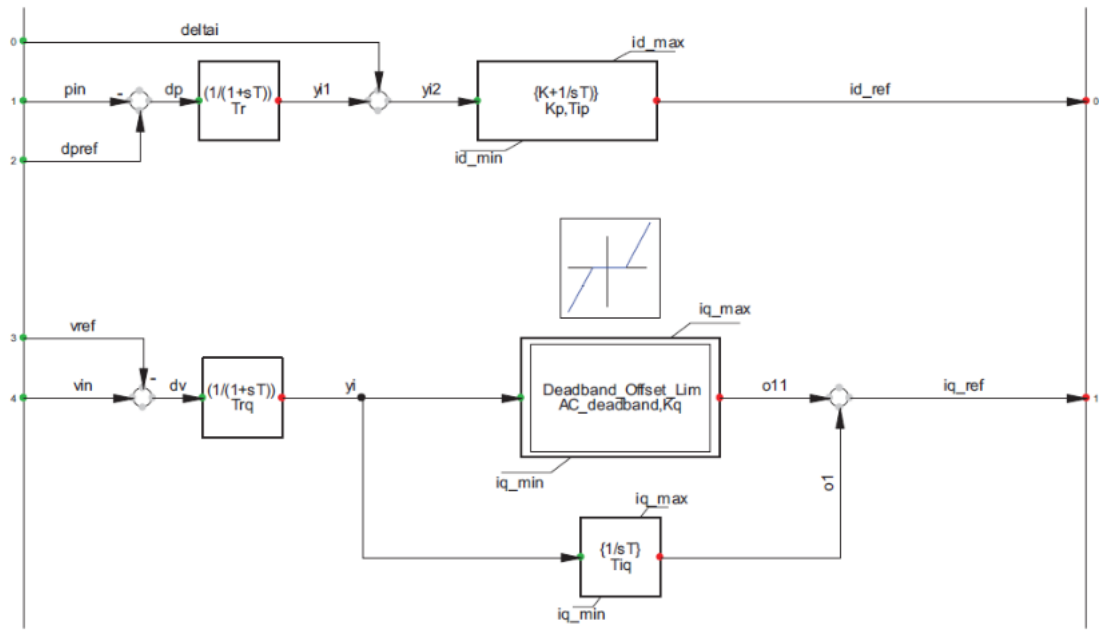 deltai
0
id_max
pin
-
dp
(1/(1+sT))
Tr
yi1
yi2
{K+1/sT)}
Kp,Tip
id_ref
1
0
dpref
2
id_min
iq_max
vref
3
vin
-
dv
(1/(1+sT))
Trq
yi
Deadband_Offset_Lim
AC_deadband,Kq
o11
iq_ref
4
1
iq_min
o1
iq_max
{1/sT}
Tiq
iq_min